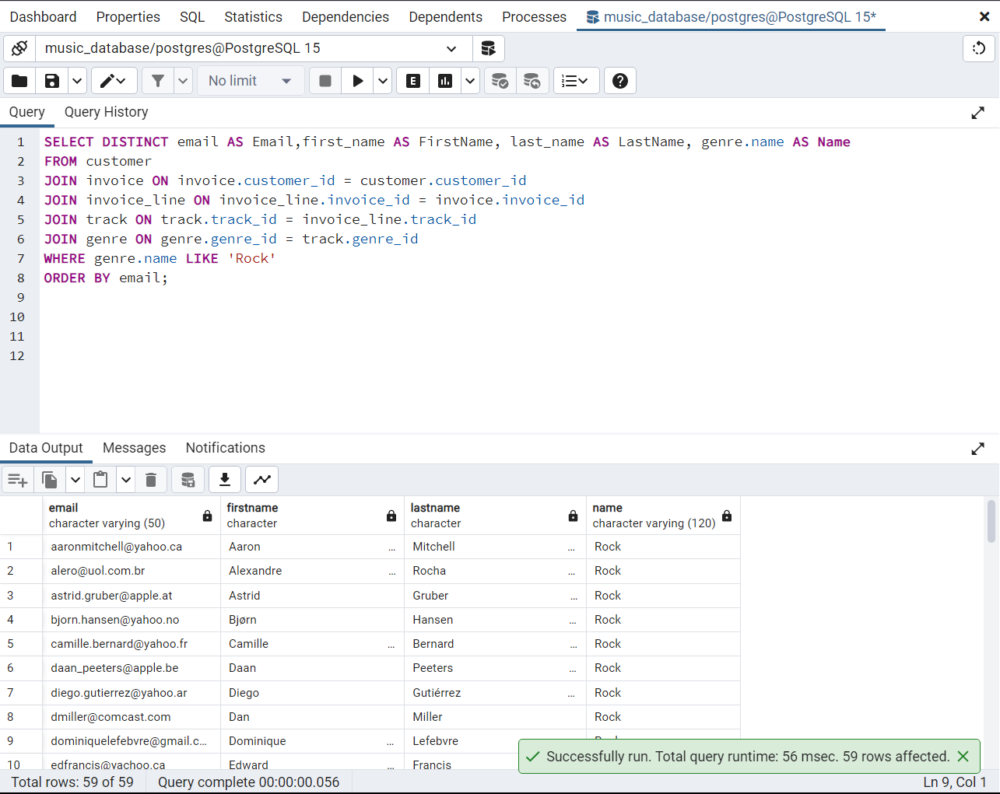 Dashboard Properties SQL Statistics Dependencies Dependents Processes music_database/postgres@PostgreSQL 15*
music_database/postgres@PostgreSQL 15
No limit
E
Query Query History
1 SELECT DISTINCT email AS Email,first_name AS FirstName, last_name AS LastName, genre.name AS Name
2 FROM customer
3 JOIN invoice ON invoice.customer_id = customer.customer_id
4 JOIN invoice_line ON invoice_line.invoice_id = invoice.invoice_id
5 JOIN track ON track.track_id = invoice_line.track_id
6 JOIN genre ON genre.genre_id = track.genre_id
7 WHERE genre.name LIKE 'Rock'
8 ORDER BY email;
9
10
11
12
Data Output Messages Notifications
email firstname lastname name
character varying (50) character character character varying (120)
1 aaronmitchell@yahoo.ca Aaron ... Mitchell ... Rock
2 alero@uol.com.br Alexandre ... Rocha ... Rock
3 astrid.gruber@apple.at Astrid Gruber ... Rock
4 bjorn.hansen@yahoo.no Bjørn Hansen ... Rock
5 camille.bernard@yahoo.fr Camille ... Bernard ... Rock
6 daan_peeters@apple.be Daan Peeters ... Rock
7 diego.gutierrez@yahoo.ar Diego Gutiérrez ... Rock
8 dmiller@comcast.com Dan Miller Rock
9 dominiquelefebvre@gmail.c... Dominique ... Lefebvre
10 edfrancis@yachoo.ca Edward ... Francis
Successfully run. Total query runtime: 56 msec. 59 rows affected.
Total rows: 59 of 59 Query complete 00:00:00.056 Ln 9, Col 1